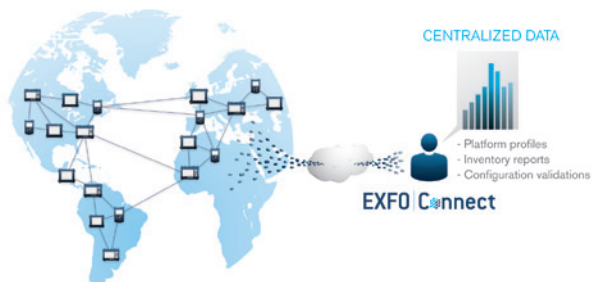 CENTRALIZED DATA
- Platform profiles
- Inventory reports
- Configuration validations
EXFO Connect